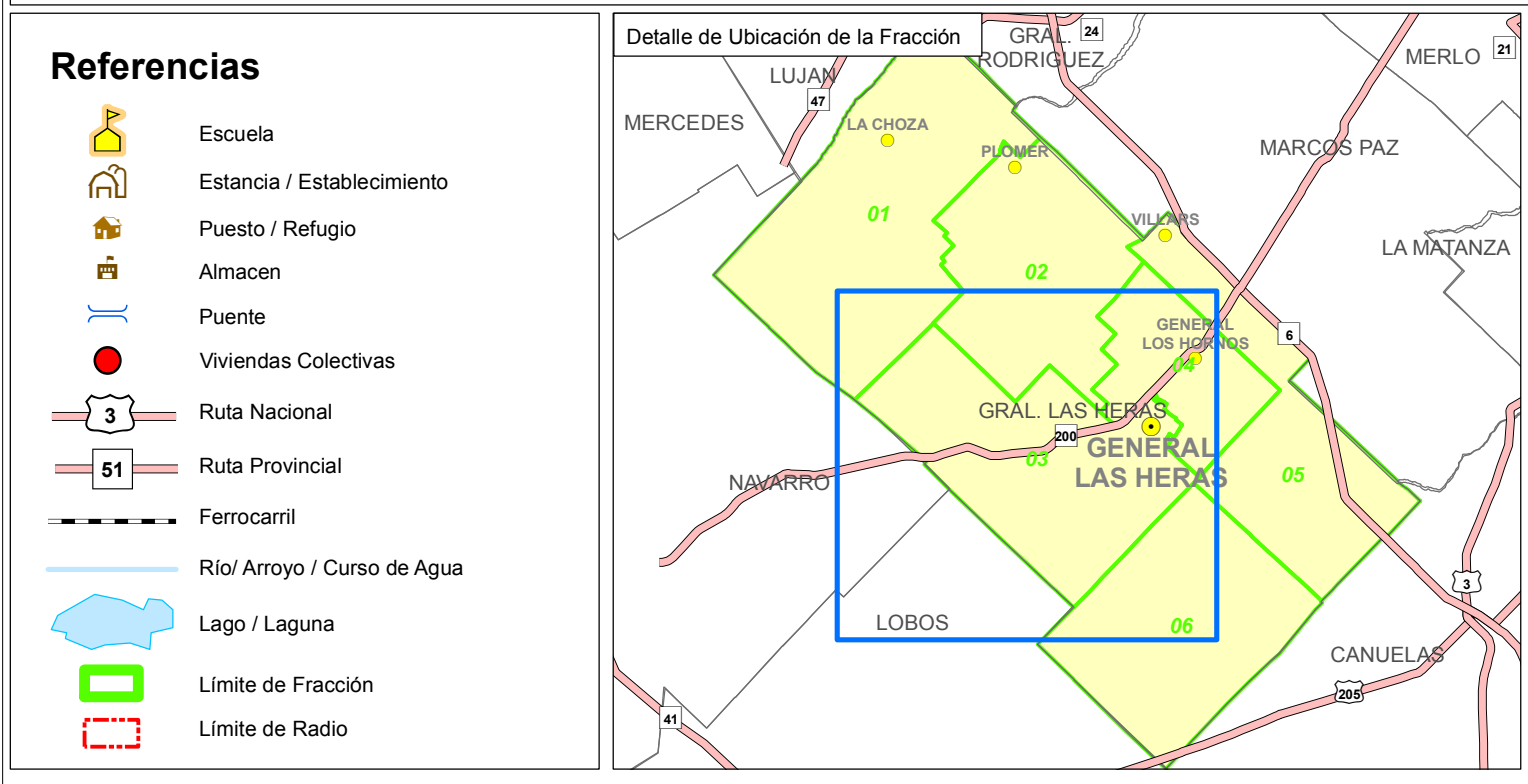 Referencias
Escuela
Estancia / Establecimiento
Puesto / Refugio
Almacen
Puente
Viviendas Colectivas
3
Ruta Nacional
51
Ruta Provincial
Ferrocarril
Río/ Arroyo / Curso de Agua
Lago / Laguna
Límite de Fracción
Límite de Radio
Detalle de Ubicación de la Fracción
GRAL.
RODRIGUEZ
24
MERLO
21
LUJAN
47
MERCEDES
LA CHOZA
PLOMER
MARCOS PAZ
01
VILLARS
LA MATANZA
02
GENERAL
LOS HORNOS
6
04
GRAL. LAS HERAS
200
GENERAL
LAS HERAS
03
05
NAVARRO
3
LOBOS
06
CANUELAS
205
41